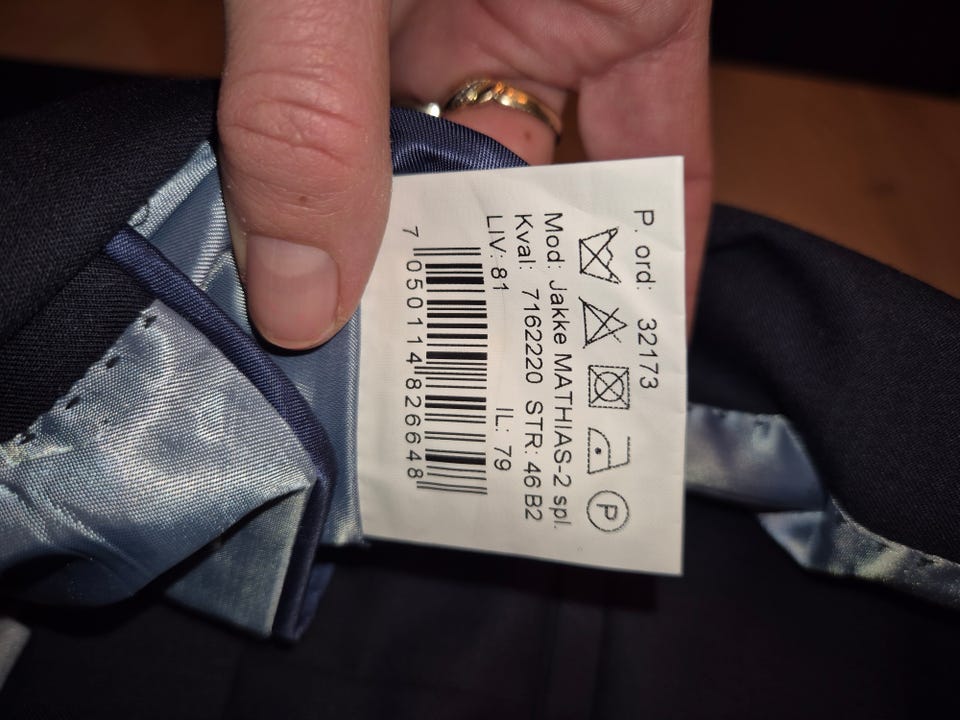 P. ord: 32173
P
Mod: Jakke MATHIAS-2 spl.
Kval: 7162220 STR: 46 B2
LIV: 81 IL: 79
7 050114 826648